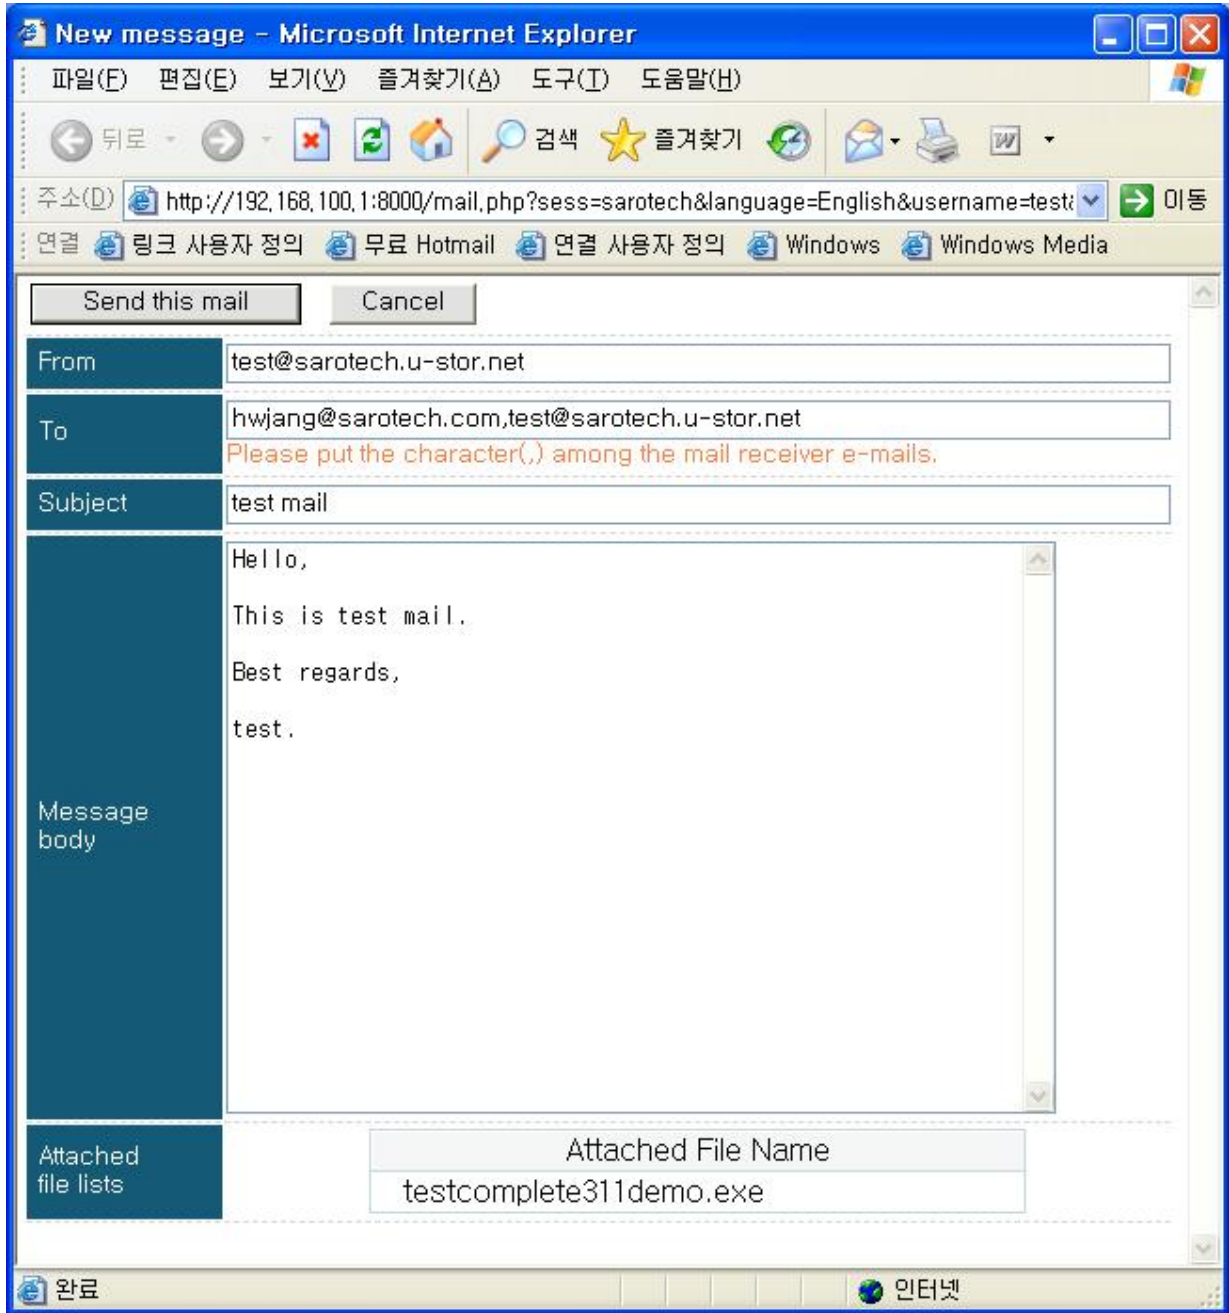 New message - Microsoft Internet Explorer
파일(F) 편집(E) 보기(V) 즐겨찾기(A) 도구(T) 도움말(H)
뒤로 검색 즐겨찾기
주소(D) http://192,168,100,1:8000/mail,php?sess=sarotech&language=English&username=test 이동
연결 링크 사용자 정의 무료 Hotmail 연결 사용자 정의 Windows Windows Media
Send this mail Cancel
From test@sarotech.u-stor.net
To hwjang@sarotech.com,test@sarotech.u-stor.net
Please put the character(,) among the mail receiver e-mails.
Subject test mail
Hello,
This is test mail.
Best regards,
test.
Message
body
Attached
file lists
Attached File Name
testcomplete311demo.exe
완료 인터넷